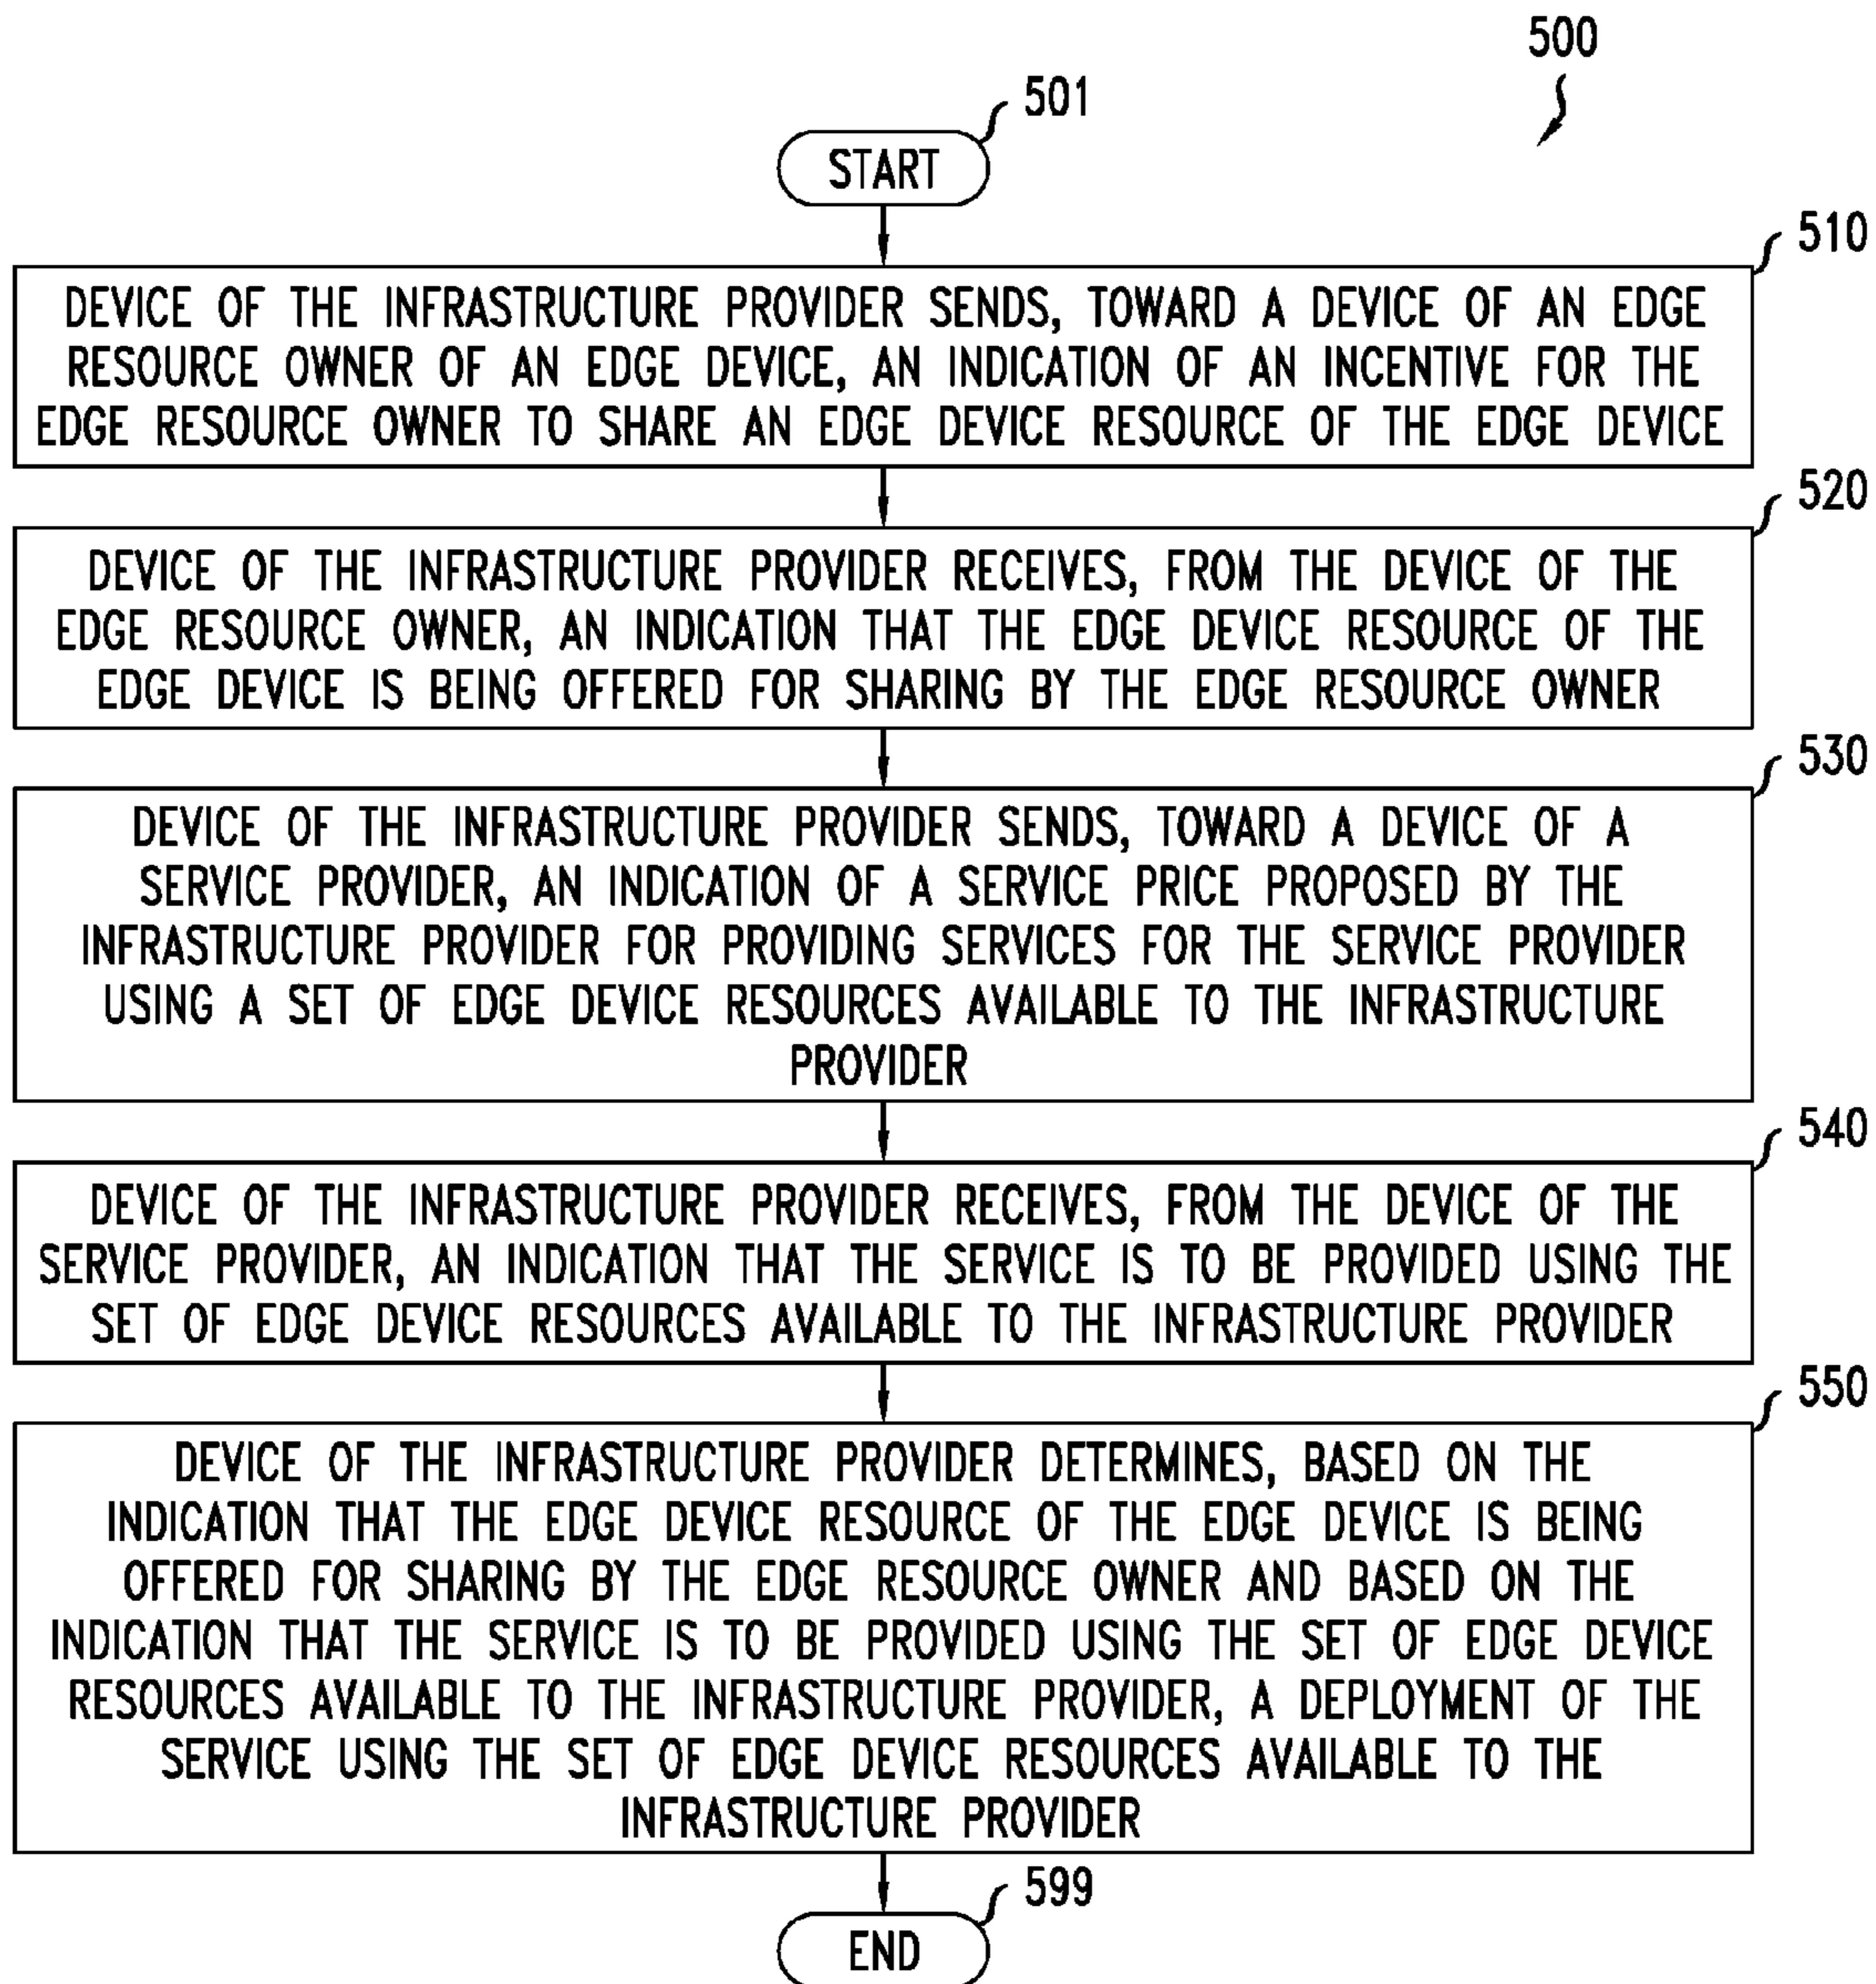 500
501
START
510
DEVICE OF THE INFRASTRUCTURE PROVIDER SENDS, TOWARD A DEVICE OF AN EDGE
RESOURCE OWNER OF AN EDGE DEVICE, AN INDICATION OF AN INCENTIVE FOR THE
EDGE RESOURCE OWNER TO SHARE AN EDGE DEVICE RESOURCE OF THE EDGE DEVICE
520
DEVICE OF THE INFRASTRUCTURE PROVIDER RECEIVES, FROM THE DEVICE OF THE
EDGE RESOURCE OWNER, AN INDICATION THAT THE EDGE DEVICE RESOURCE OF THE
EDGE DEVICE IS BEING OFFERED FOR SHARING BY THE EDGE RESOURCE OWNER
530
DEVICE OF THE INFRASTRUCTURE PROVIDER SENDS, TOWARD A DEVICE OF A
SERVICE PROVIDER, AN INDICATION OF A SERVICE PRICE PROPOSED BY THE
INFRASTRUCTURE PROVIDER FOR PROVIDING SERVICES FOR THE SERVICE PROVIDER
USING A SET OF EDGE DEVICE RESOURCES AVAILABLE TO THE INFRASTRUCTURE
PROVIDER
540
DEVICE OF THE INFRASTRUCTURE PROVIDER RECEIVES, FROM THE DEVICE OF THE
SERVICE PROVIDER, AN INDICATION THAT THE SERVICE IS TO BE PROVIDED USING THE
SET OF EDGE DEVICE RESOURCES AVAILABLE TO THE INFRASTRUCTURE PROVIDER
550
DEVICE OF THE INFRASTRUCTURE PROVIDER DETERMINES, BASED ON THE
INDICATION THAT THE EDGE DEVICE RESOURCE OF THE EDGE DEVICE IS BEING
OFFERED FOR SHARING BY THE EDGE RESOURCE OWNER AND BASED ON THE
INDICATION THAT THE SERVICE IS TO BE PROVIDED USING THE SET OF EDGE DEVICE
RESOURCES AVAILABLE TO THE INFRASTRUCTURE PROVIDER, A DEPLOYMENT OF THE
SERVICE USING THE SET OF EDGE DEVICE RESOURCES AVAILABLE TO THE
INFRASTRUCTURE PROVIDER
599
END